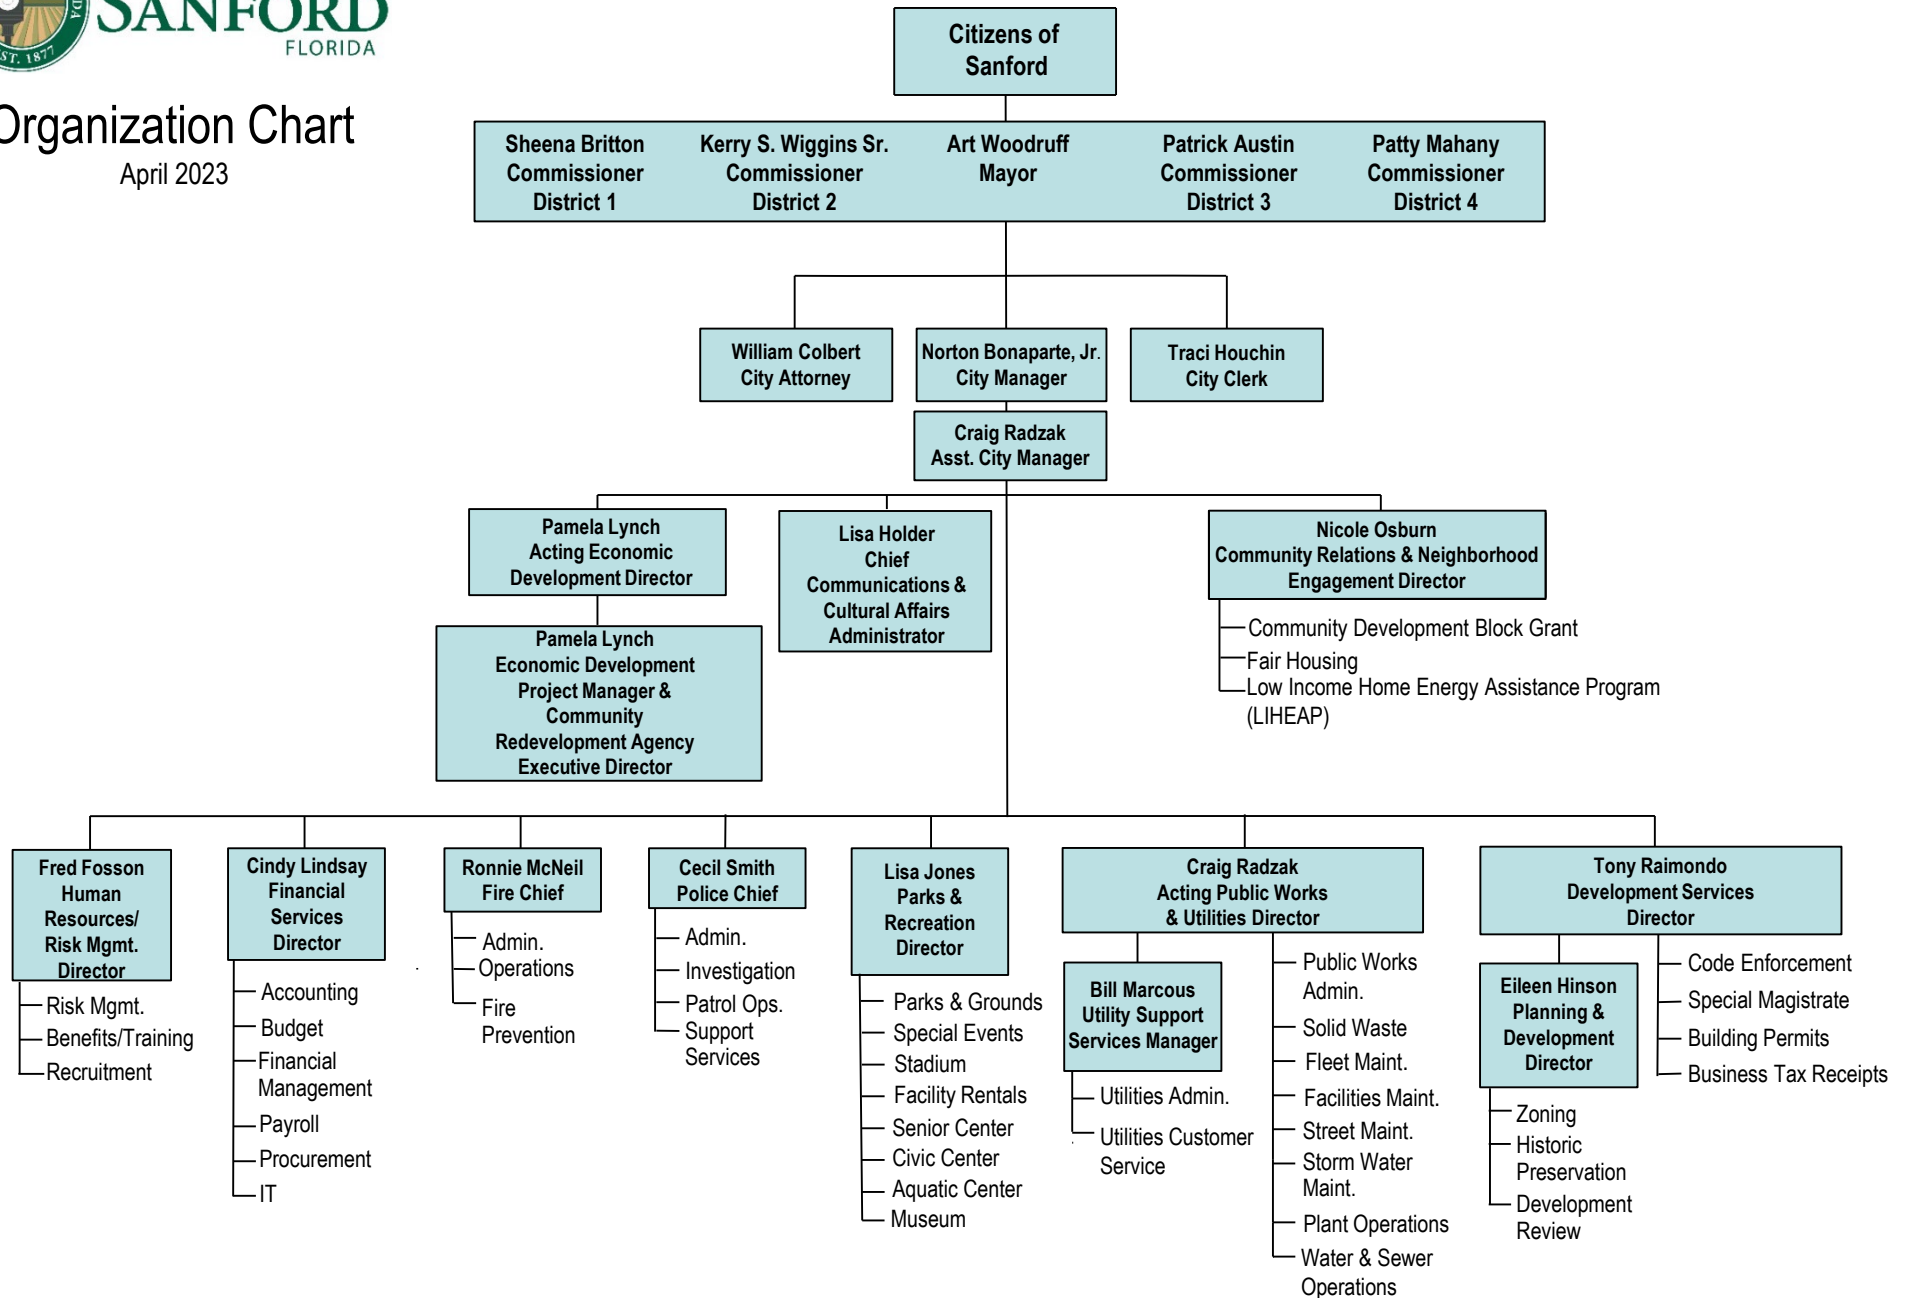 SANFORD
FLORIDA
EST. 1877
Organization Chart
April 2023
Citizens of
Sanford
Sheena Britton
Commissioner
District 1
Kerry S. Wiggins Sr.
Commissioner
District 2
Art Woodruff
Mayor
Patrick Austin
Commissioner
District 3
Patty Mahany
Commissioner
District 4
William Colbert
City Attorney
Norton Bonaparte, Jr.
City Manager
Traci Houchin
City Clerk
Craig Radzak
Asst. City Manager
Pamela Lynch
Acting Economic
Development Director
Pamela Lynch
Economic Development
Project Manager &
Community
Redevelopment Agency
Executive Director
Lisa Holder
Chief
Communications &
Cultural Affairs
Administrator
Nicole Osburn
Community Relations & Neighborhood
Engagement Director
Community Development Block Grant
Fair Housing
Low Income Home Energy Assistance Program
(LIHEAP)
Fred Fosson
Human
Resources/
Risk Mgmt.
Director
Risk Mgmt.
Benefits/Training
Recruitment
Cindy Lindsay
Financial
Services
Director
Accounting
Budget
Financial
Management
Payroll
Procurement
IT
Ronnie McNeil
Fire Chief
Admin.
Operations
Fire
Prevention
Cecil Smith
Police Chief
Admin.
Investigation
Patrol Ops.
Support
Services
Lisa Jones
Parks &
Recreation
Director
Parks & Grounds
Special Events
Stadium
Facility Rentals
Senior Center
Civic Center
Aquatic Center
Museum
Craig Radzak
Acting Public Works
& Utilities Director
Bill Marcous
Utility Support
Services Manager
Utilities Admin.
Utilities Customer
Service
Public Works
Admin.
Solid Waste
Fleet Maint.
Facilities Maint.
Street Maint.
Storm Water
Maint.
Plant Operations
Water & Sewer
Operations
Tony Raimondo
Development Services
Director
Eileen Hinson
Planning &
Development
Director
Zoning
Historic
Preservation
Development
Review
Code Enforcement
Special Magistrate
Building Permits
Business Tax Receipts